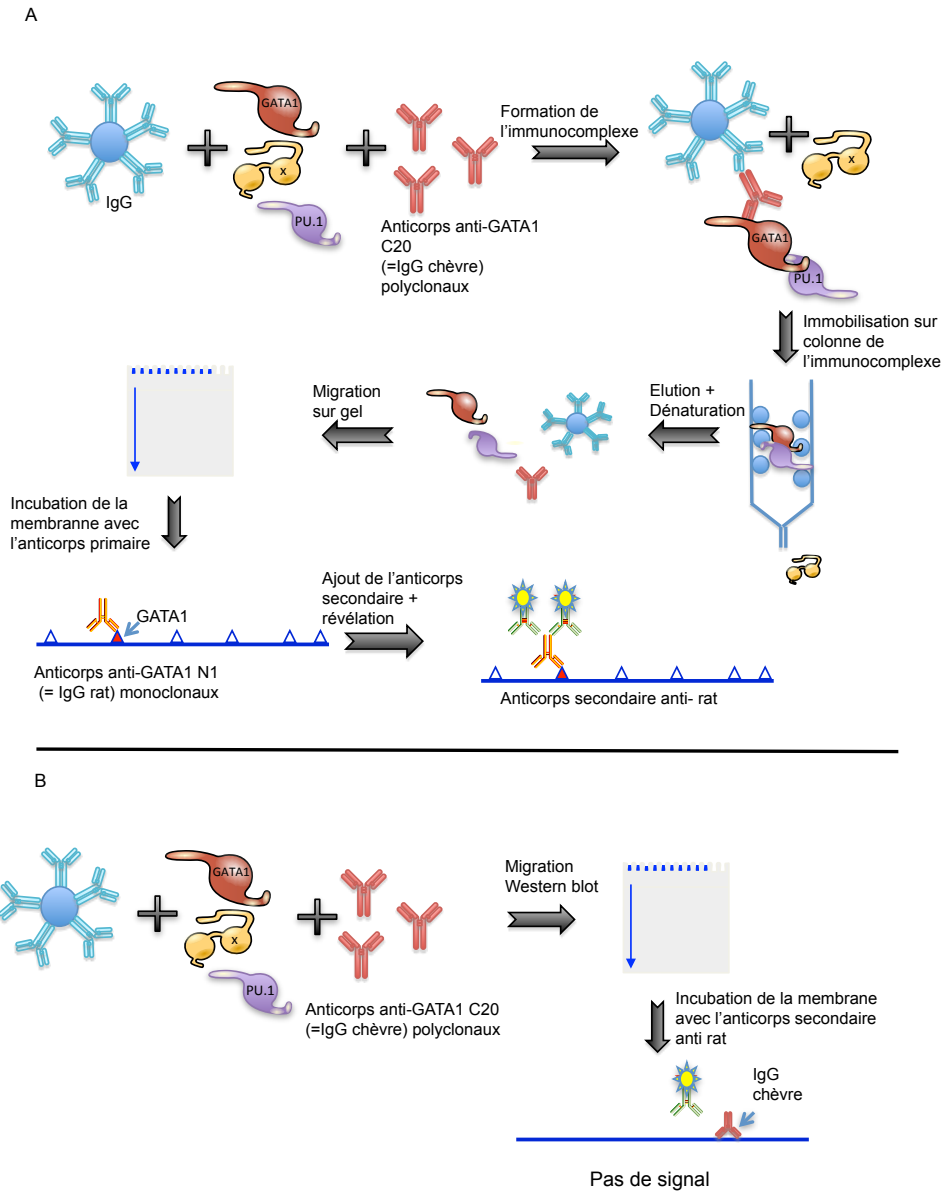 A
GATA1
x
PU.1
IgG
Anticorps anti-GATA1
C20
(=IgG chèvre)
polyclonaux
Formation de
l'immunocomplexe
GATA1
PU.1
x
Immobilisation sur
colonne de
l'immunocomplexe
Elution +
Dénaturation
Migration
sur gel
Incubation de la
membranne avec
l'anticorps primaire
GATA1
Anticorps anti-GATA1 N1
(= IgG rat) monoclonaux
Ajout de l'anticorps
secondaire +
révélation
Anticorps secondaire anti- rat
B
GATA1
x
PU.1
Anticorps anti-GATA1 C20
(=IgG chèvre) polyclonaux
Migration
Western blot
Incubation de la membrane
avec l'anticorps secondaire
anti rat
IgG
chèvre
Pas de signal